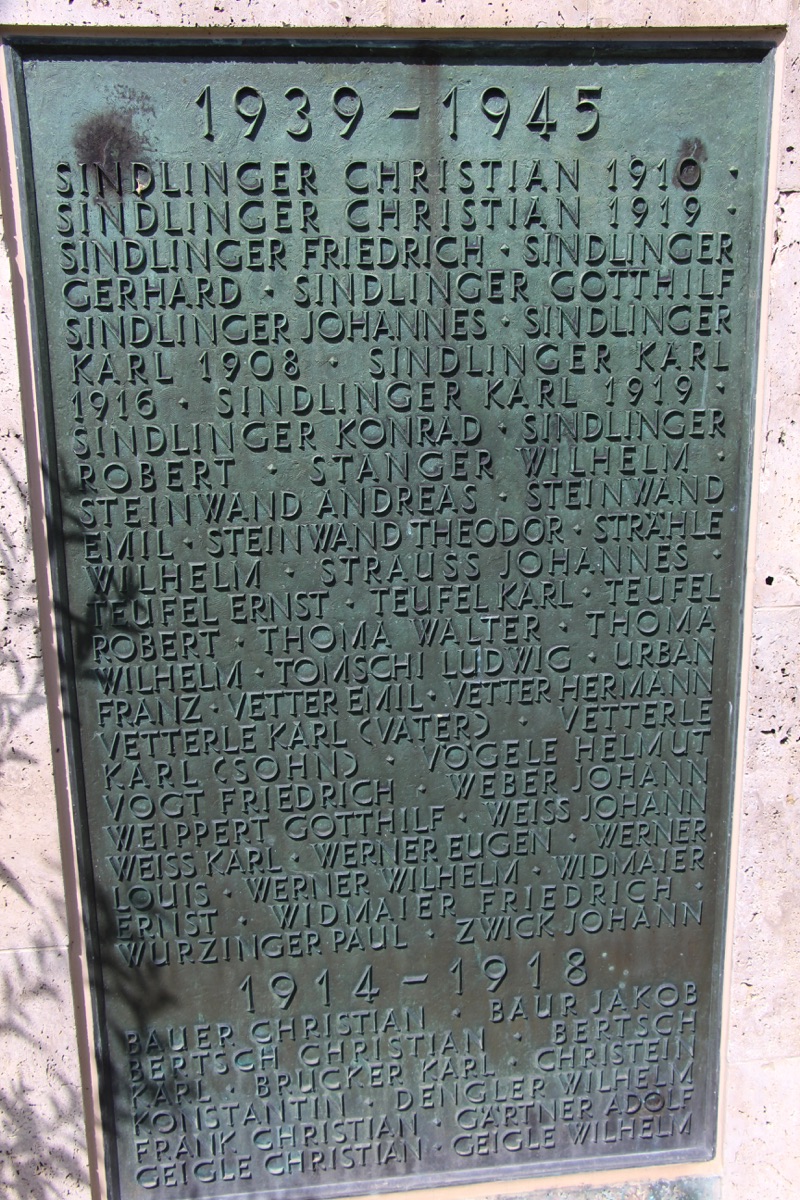 1939 - 1945
SINDLINGER CHRISTIAN 1910 ·
SINDLINGER CHRISTIAN 1919 ·
SINDLINGER FRIEDRICH · SINDLINGER
GERHARD · SINDLINGER GOTTHILF
SINDLINGER JOHANNES · SINDLINGER
KARL 1908 · SINDLINGER KARL
1916 · SINDLINGER KARL 1919 ·
SINDLINGER KONRAD · SINDLINGER
ROBERT · STANGER WILHELM ·
STEINWAND ANDREAS · STEINWAND
EMIL · STEINWAND THEODOR · STRÄHLE
WILHELM · STRAUSS JOHANNES ·
TEUFEL ERNST · TEUFEL KARL · TEUFEL
ROBERT · THOMA WALTER · THOMA
WILHELM · TOMSCHI LUDWIG · URBAN
FRANZ · VETTER EMIL · VETTER HERMANN
VETTERLE KARL (VATER) · VETTERLE
KARL (SOHN) · VÖGELE HELMUT
VOGT FRIEDRICH · WEBER JOHANN
WEIPPERT GOTTHILF · WEISS JOHANN
WEISS KARL · WERNER EUGEN · WERNER
LOUIS · WERNER WILHELM · WIDMAIER
ERNST · WIDMAIER FRIEDRICH ·
WURZINGER PAUL · ZWICK JOHANN
1914 - 1918
BAUER CHRISTIAN · BAUR JAKOB
BERTSCH CHRISTIAN · BERTSCH
KARL · BRUCKER KARL · CHRISTEIN
KONSTANTIN · DENGLER WILHELM
FRANK CHRISTIAN · GÄRTNER ADOLF
GEIGLE CHRISTIAN · GEIGLE WILHELM